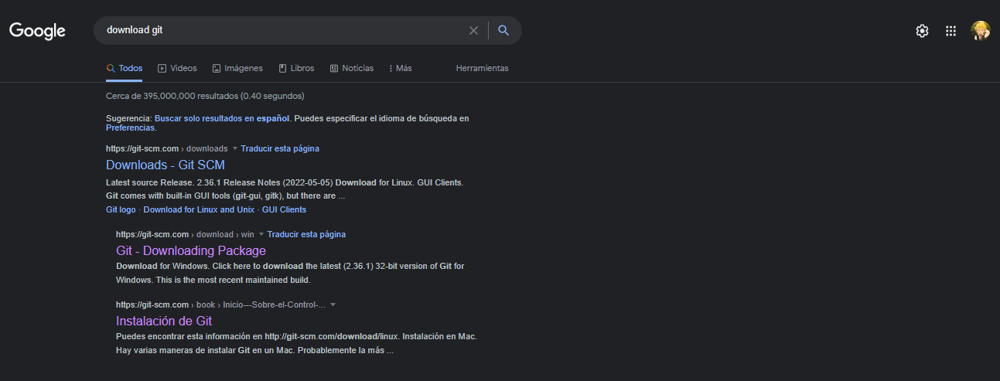 Google
download git
Todos Videos Imágenes Libros Noticias Más Herramientas
Cerca de 395,000,000 resultados (0.40 segundos)
Sugerencia: Buscar solo resultados en español. Puedes especificar el idioma de búsqueda en
Preferencias.
https://git-scm.com › downloads Traducir esta página
Downloads - Git SCM
Latest source Release. 2.36.1 Release Notes (2022-05-05) Download for Linux. GUI Clients.
Git comes with built-in GUI tools (git-gui, gitk), but there are ...
Git logo · Download for Linux and Unix · GUI Clients
https://git-scm.com › download › win Traducir esta página
Git - Downloading Package
Download for Windows. Click here to download the latest (2.36.1) 32-bit version of Git for
Windows. This is the most recent maintained build.
https://git-scm.com › book › Inicio---Sobre-el-Control-...
Instalación de Git
Puedes encontrar esta información en http://git-scm.com/download/linux. Instalación en Mac.
Hay varias maneras de instalar Git en un Mac. Probablemente la más ...